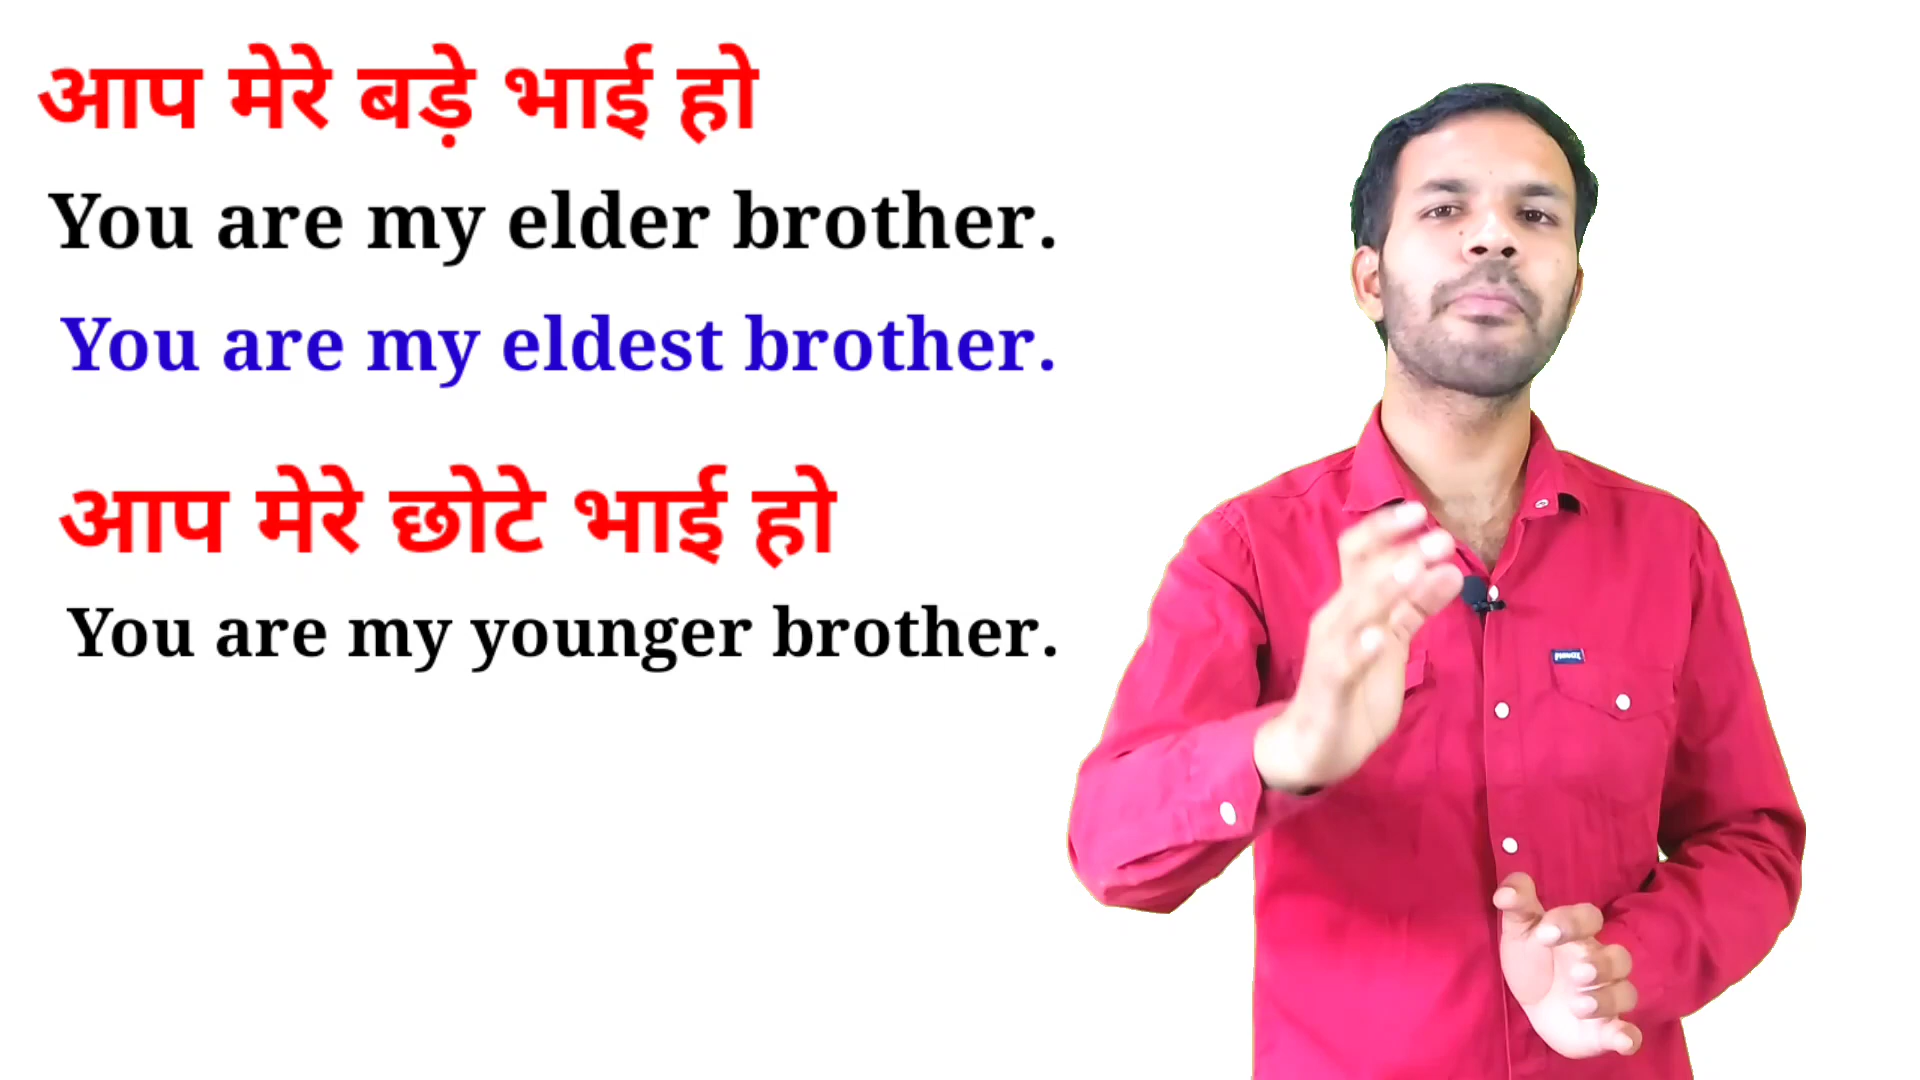 आप मेरे बड़े भाई हो
You are my elder brother.
You are my eldest brother.
आप मेरे छोटे भाई हो
You are my younger brother.